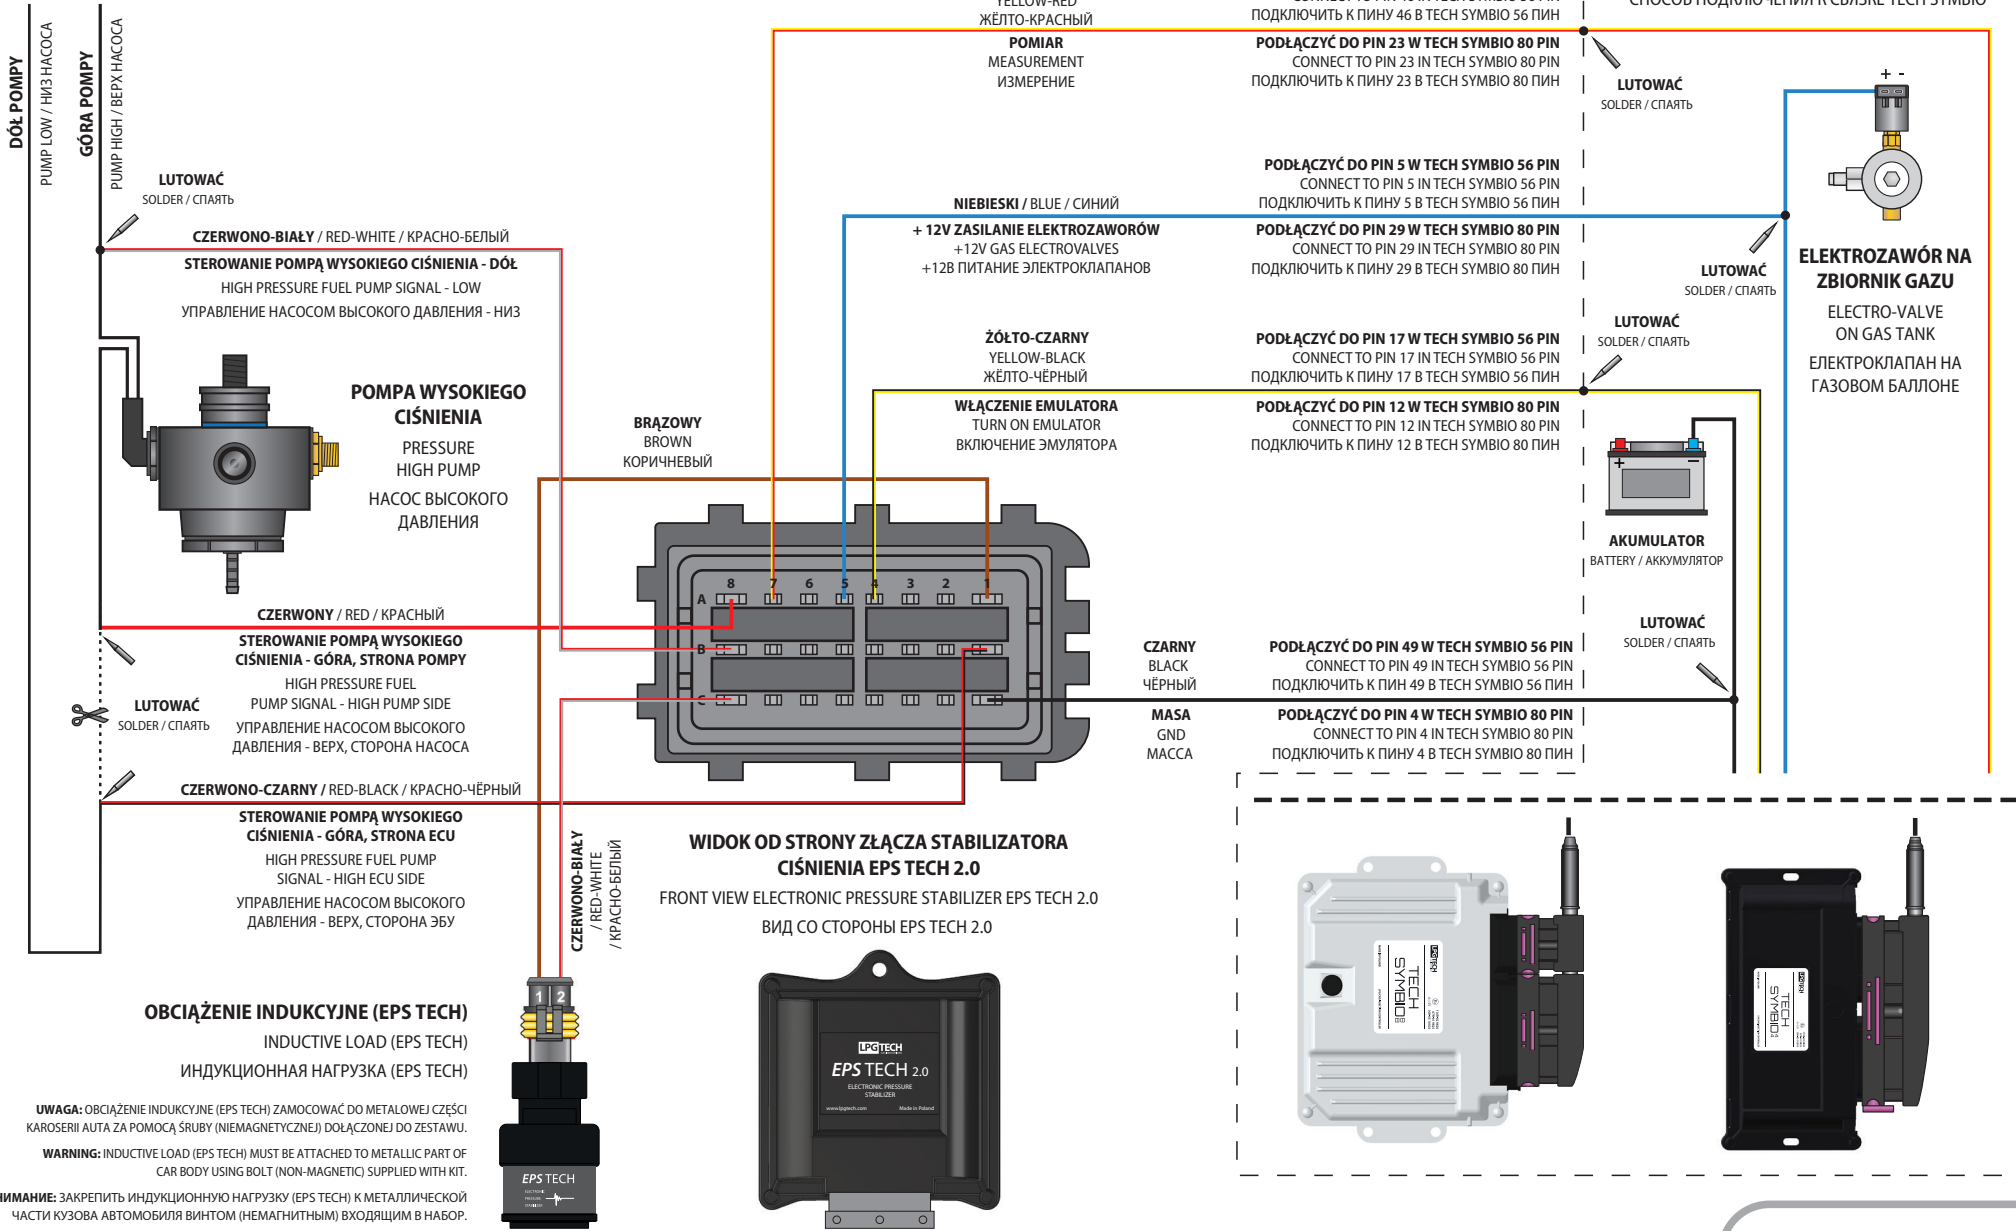 YELLOW-RED
ЖЁЛТО-КРАСНЫЙ
POMIAR
MEASUREMENT
ИЗМЕРЕНИЕ
ПОДКЛЮЧИТЬ К ПИНУ 46 В TECH SYMBIO 56 ПИН
PODŁĄCZYĆ DO PIN 23 W TECH SYMBIO 80 PIN
CONNECT TO PIN 23 IN TECH SYMBIO 80 PIN
ПОДКЛЮЧИТЬ К ПИНУ 23 В TECH SYMBIO 80 ПИН
СПОСОБ ПОДКЛЮЧЕНИЯ К СВЯЗКЕ TECH SYMBIO
LUTOWAĆ
SOLDER / СПАЯТЬ
+ -
DÓŁ POMPY
PUMP LOW / НИЗ НАСОСА
GÓRA POMPY
PUMP HIGH / ВЕРХ НАСОСА
LUTOWAĆ
SOLDER / СПАЯТЬ
CZERWONO-BIAŁY / RED-WHITE / КРАСНО-БЕЛЫЙ
STEROWANIE POMPĄ WYSOKIEGO CIŚNIENIA - DÓŁ
HIGH PRESSURE FUEL PUMP SIGNAL - LOW
УПРАВЛЕНИЕ НАСОСОМ ВЫСОКОГО ДАВЛЕНИЯ - НИЗ
NIEBIESKI / BLUE / СИНИЙ
+ 12V ZASILANIE ELEKTROZAWORÓW
+12V GAS ELECTROVALVES
+12В ПИТАНИЕ ЭЛЕКТРОКЛАПАНОВ
PODŁĄCZYĆ DO PIN 5 W TECH SYMBIO 56 PIN
CONNECT TO PIN 5 IN TECH SYMBIO 56 PIN
ПОДКЛЮЧИТЬ К ПИНУ 5 В TECH SYMBIO 56 ПИН
PODŁĄCZYĆ DO PIN 29 W TECH SYMBIO 80 PIN
CONNECT TO PIN 29 IN TECH SYMBIO 80 PIN
ПОДКЛЮЧИТЬ К ПИНУ 29 В TECH SYMBIO 80 ПИН
LUTOWAĆ
SOLDER / СПАЯТЬ
ELEKTROZAWÓR NA
ZBIORNIK GAZU
ELECTRO-VALVE
ON GAS TANK
ЕЛЕКТРОКЛАПАН НА
ГАЗОВОМ БАЛЛОНЕ
POMPA WYSOKIEGO
CIŚNIENIA
PRESSURE
HIGH PUMP
НАСОС ВЫСОКОГО
ДАВЛЕНИЯ
BRĄZOWY
BROWN
КОРИЧНЕВЫЙ
ŻÓŁTO-CZARNY
YELLOW-BLACK
ЖЁЛТО-ЧЁРНЫЙ
WŁĄCZENIE EMULATORA
TURN ON EMULATOR
ВКЛЮЧЕНИЕ ЭМУЛЯТОРА
PODŁĄCZYĆ DO PIN 17 W TECH SYMBIO 56 PIN
CONNECT TO PIN 17 IN TECH SYMBIO 56 PIN
ПОДКЛЮЧИТЬ К ПИНУ 17 В TECH SYMBIO 56 ПИН
PODŁĄCZYĆ DO PIN 12 W TECH SYMBIO 80 PIN
CONNECT TO PIN 12 IN TECH SYMBIO 80 PIN
ПОДКЛЮЧИТЬ К ПИНУ 12 В TECH SYMBIO 80 ПИН
LUTOWAĆ
SOLDER / СПАЯТЬ
+ −
AKUMULATOR
BATTERY / АККУМУЛЯТОР
8 7 6 5 4 3 2 1
A
B
C
CZERWONY / RED / КРАСНЫЙ
STEROWANIE POMPĄ WYSOKIEGO
CIŚNIENIA - GÓRA, STRONA POMPY
HIGH PRESSURE FUEL
PUMP SIGNAL - HIGH PUMP SIDE
УПРАВЛЕНИЕ НАСОСОМ ВЫСОКОГО
ДАВЛЕНИЯ - ВЕРХ, СТОРОНА НАСОСА
LUTOWAĆ
SOLDER / СПАЯТЬ
CZARNY
BLACK
ЧЁРНЫЙ
MASA
GND
МАССА
PODŁĄCZYĆ DO PIN 49 W TECH SYMBIO 56 PIN
CONNECT TO PIN 49 IN TECH SYMBIO 56 PIN
ПОДКЛЮЧИТЬ К ПИН 49 В TECH SYMBIO 56 ПИН
PODŁĄCZYĆ DO PIN 4 W TECH SYMBIO 80 PIN
CONNECT TO PIN 4 IN TECH SYMBIO 80 PIN
ПОДКЛЮЧИТЬ К ПИНУ 4 В TECH SYMBIO 80 ПИН
LUTOWAĆ
SOLDER / СПАЯТЬ
CZERWONO-CZARNY / RED-BLACK / КРАСНО-ЧЁРНЫЙ
STEROWANIE POMPĄ WYSOKIEGO
CIŚNIENIA - GÓRA, STRONA ECU
HIGH PRESSURE FUEL PUMP
SIGNAL - HIGH ECU SIDE
УПРАВЛЕНИЕ НАСОСОМ ВЫСОКОГО
ДАВЛЕНИЯ - ВЕРХ, СТОРОНА ЭБУ
CZERWONO-BIAŁY
/ RED-WHITE
/ КРАСНО-БЕЛЫЙ
WIDOK OD STRONY ZŁĄCZA STABILIZATORA
CIŚNIENIA EPS TECH 2.0
FRONT VIEW ELECTRONIC PRESSURE STABILIZER EPS TECH 2.0
ВИД СО СТОРОНЫ EPS TECH 2.0
1 2
OBCIĄŻENIE INDUKCYJNE (EPS TECH)
INDUCTIVE LOAD (EPS TECH)
ИНДУКЦИОННАЯ НАГРУЗКА (EPS TECH)
UWAGA: OBCIĄŻENIE INDUKCYJNE (EPS TECH) ZAMOCOWAĆ DO METALOWEJ CZĘŚCI
KAROSERII AUTA ZA POMOCĄ ŚRUBY (NIEMAGNETYCZNEJ) DOŁĄCZONEJ DO ZESTAWU.
WARNING: INDUCTIVE LOAD (EPS TECH) MUST BE ATTACHED TO METALLIC PART OF
CAR BODY USING BOLT (NON-MAGNETIC) SUPPLIED WITH KIT.
НИМАНИЕ: ЗАКРЕПИТЬ ИНДУКЦИОННУЮ НАГРУЗКУ (EPS TECH) К МЕТАЛЛИЧЕСКОЙ
ЧАСТИ КУЗОВА АВТОМОБИЛЯ ВИНТОМ (НЕМАГНИТНЫМ) ВХОДЯЩИМ В НАБОР.
EPS TECH
ELECTRONIC
PRESSURE
STABILIZER
LPGTECH
EPS TECH 2.0
ELECTRONIC PRESSURE
STABILIZER
www.lpgtech.com Made in Poland
LPGTECH
TECH
SYMBIO
LPGTECH
TECH
SYMBIO